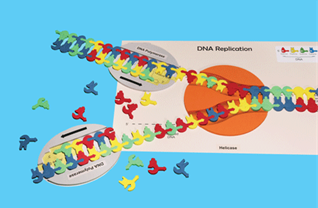 DNA Replication
DNA Polymerase
Helicase
DNA Polymerase